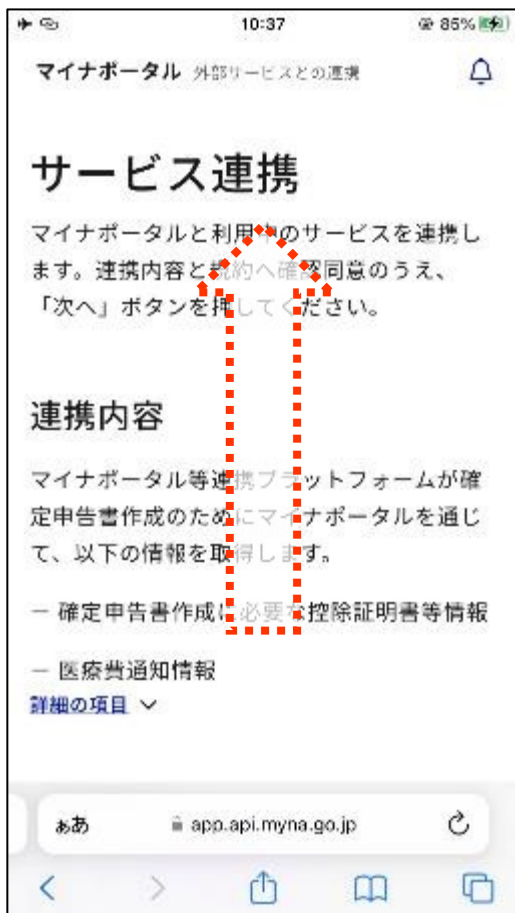 10:37
85%
マイナポータル 外部サービスとの連携
サービス連携
マイナポータルと利用中のサービスを連携し
ます。連携内容と規約へ確認同意のうえ、
「次へ」ボタンを押してください。
連携内容
マイナポータル等連携プラットフォームが確
定申告書作成のためにマイナポータルを通じ
て、以下の情報を取得します。
— 確定申告書作成に必要な控除証明書等情報
— 医療費通知情報
詳細の項目
ぁあ app.api.myna.go.jp